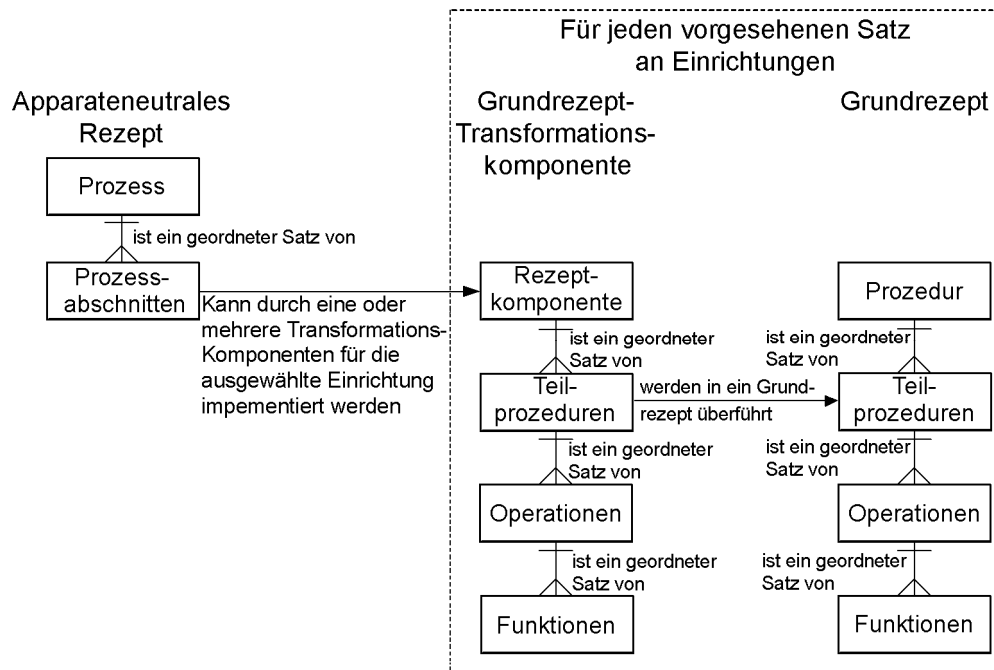 Für jeden vorgesehenen Satz
an Einrichtungen
Apparateneutrales
Rezept
Prozess
ist ein geordneter Satz von
Prozess-
abschnitten
Kann durch eine oder
mehrere Transformations-
Komponenten für die
ausgewählte Einrichtung
impementiert werden
Grundrezept-
Transformations-
komponente
Rezept-
komponente
ist ein geordneter
Satz von
Teil-
prozeduren
werden in ein Grund-
rezept überführt
ist ein geordneter
Satz von
Operationen
ist ein geordneter
Satz von
Funktionen
Grundrezept
Prozedur
ist ein geordneter
Satz von
Teil-
prozeduren
ist ein geordneter
Satz von
Operationen
ist ein geordneter
Satz von
Funktionen